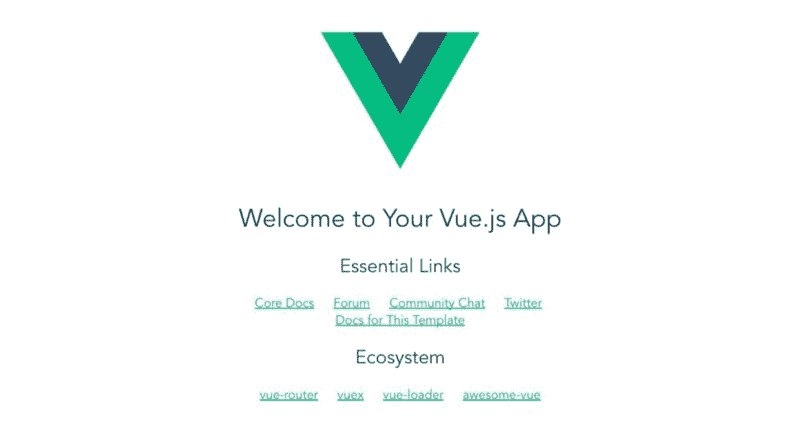 Welcome to Your Vue.js App
Essential Links
Core Docs Forum Community Chat Twitter
Docs for This Template
Ecosystem
vue-router vuex vue-loader awesome-vue